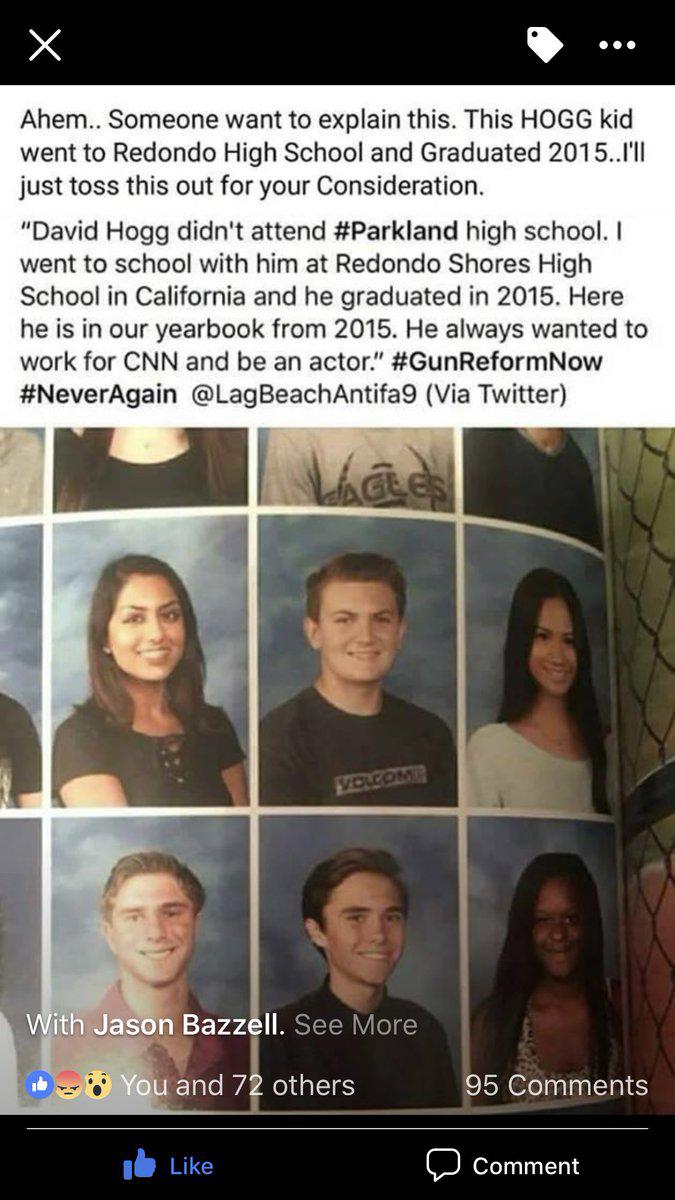 Ahem.. Someone want to explain this. This HOGG kid
went to Redondo High School and Graduated 2015..I'll
just toss this out for your Consideration.
"David Hogg didn't attend #Parkland high school. I
went to school with him at Redondo Shores High
School in California and he graduated in 2015. Here
he is in our yearbook from 2015. He always wanted to
work for CNN and be an actor." #GunReformNow
#NeverAgain @LagBeachAntifa9 (Via Twitter)
EAGLES
VOLCOM
With Jason Bazzell. See More
You and 72 others 95 Comments
Like Comment